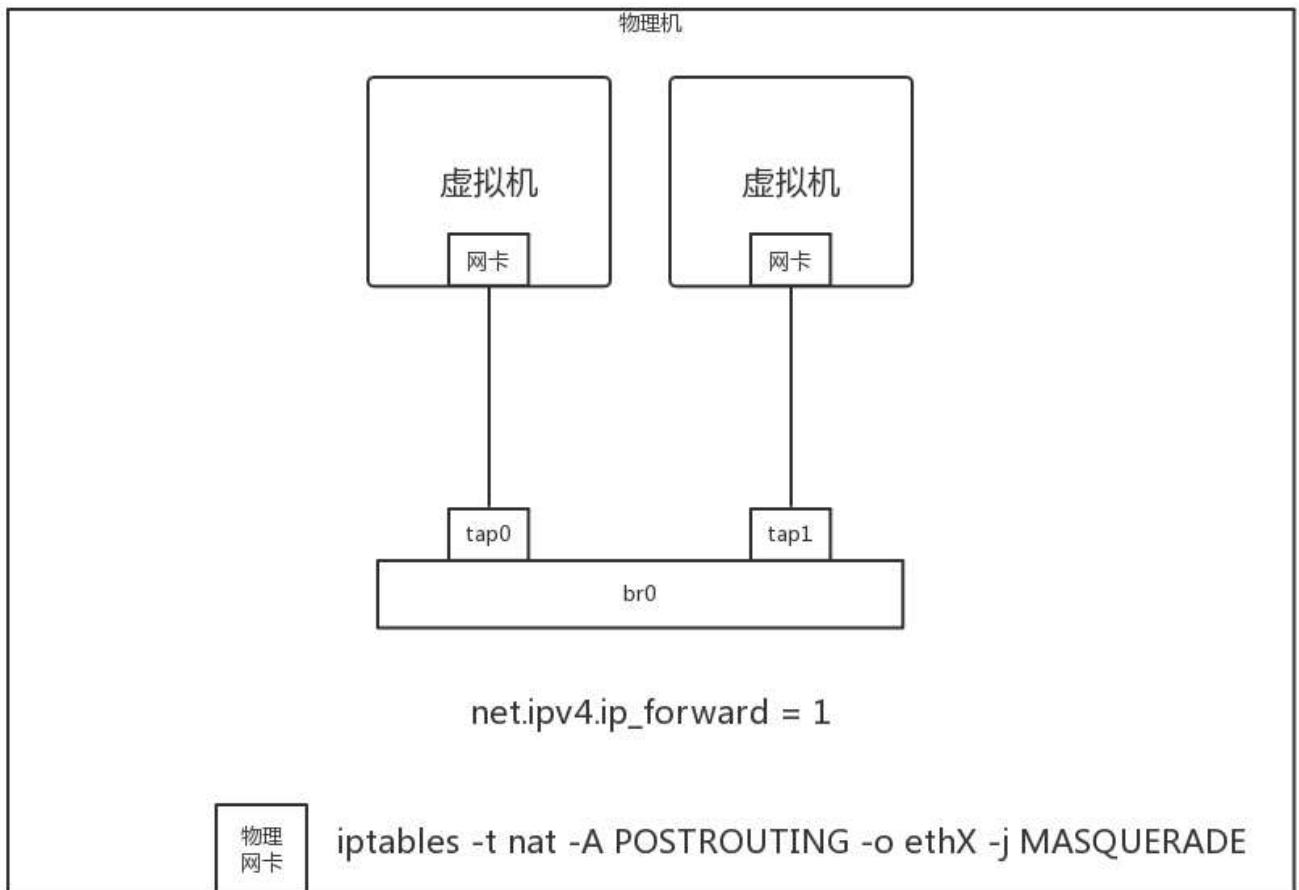 物理机
虚拟机
虚拟机
网卡
网卡
tap0
tap1
br0
net.ipv4.ip_forward = 1
物理
网卡
iptables -t nat -A POSTROUTING -o ethX -j MASQUERADE